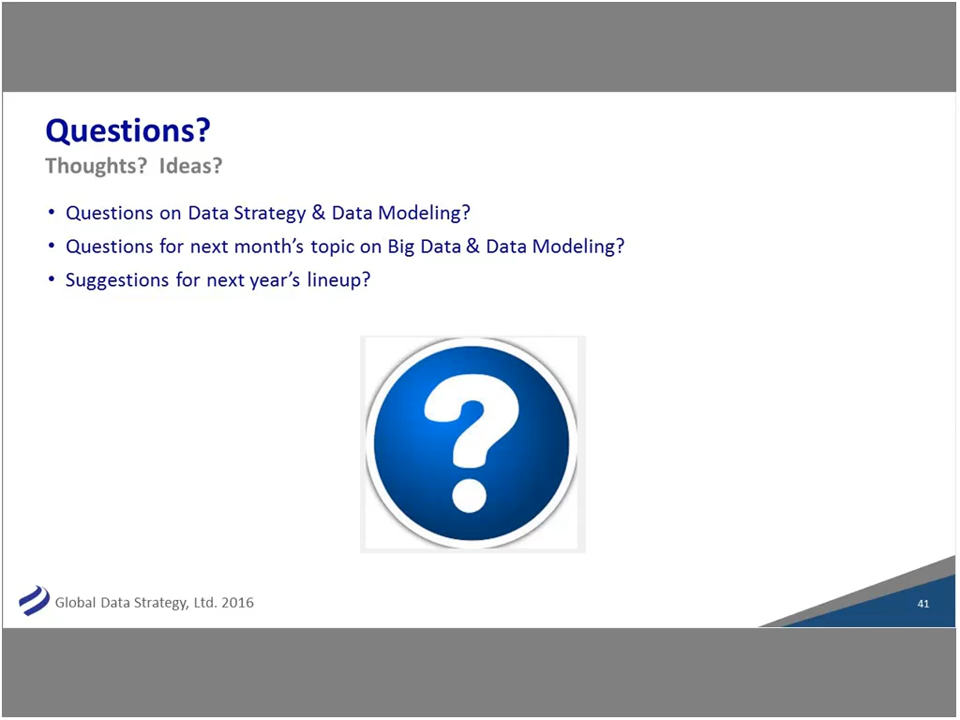 Questions?
Thoughts? Ideas?
• Questions on Data Strategy & Data Modeling?
• Questions for next month's topic on Big Data & Data Modeling?
• Suggestions for next year's lineup?
?
Global Data Strategy, Ltd. 2016
41